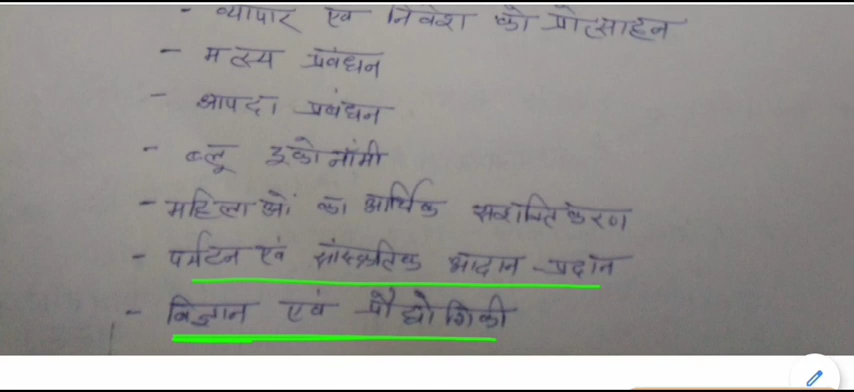 - व्यापार एवं निवेश को प्रोत्साहन
- मत्स्य प्रबंधन
- आपदा प्रबंधन
- ब्लू इकोनॉमी
- महिलाओं का आर्थिक सशक्तिकरण
- पर्यटन एवं सांस्कृतिक आदान-प्रदान
- विज्ञान एवं प्रौद्योगिकी